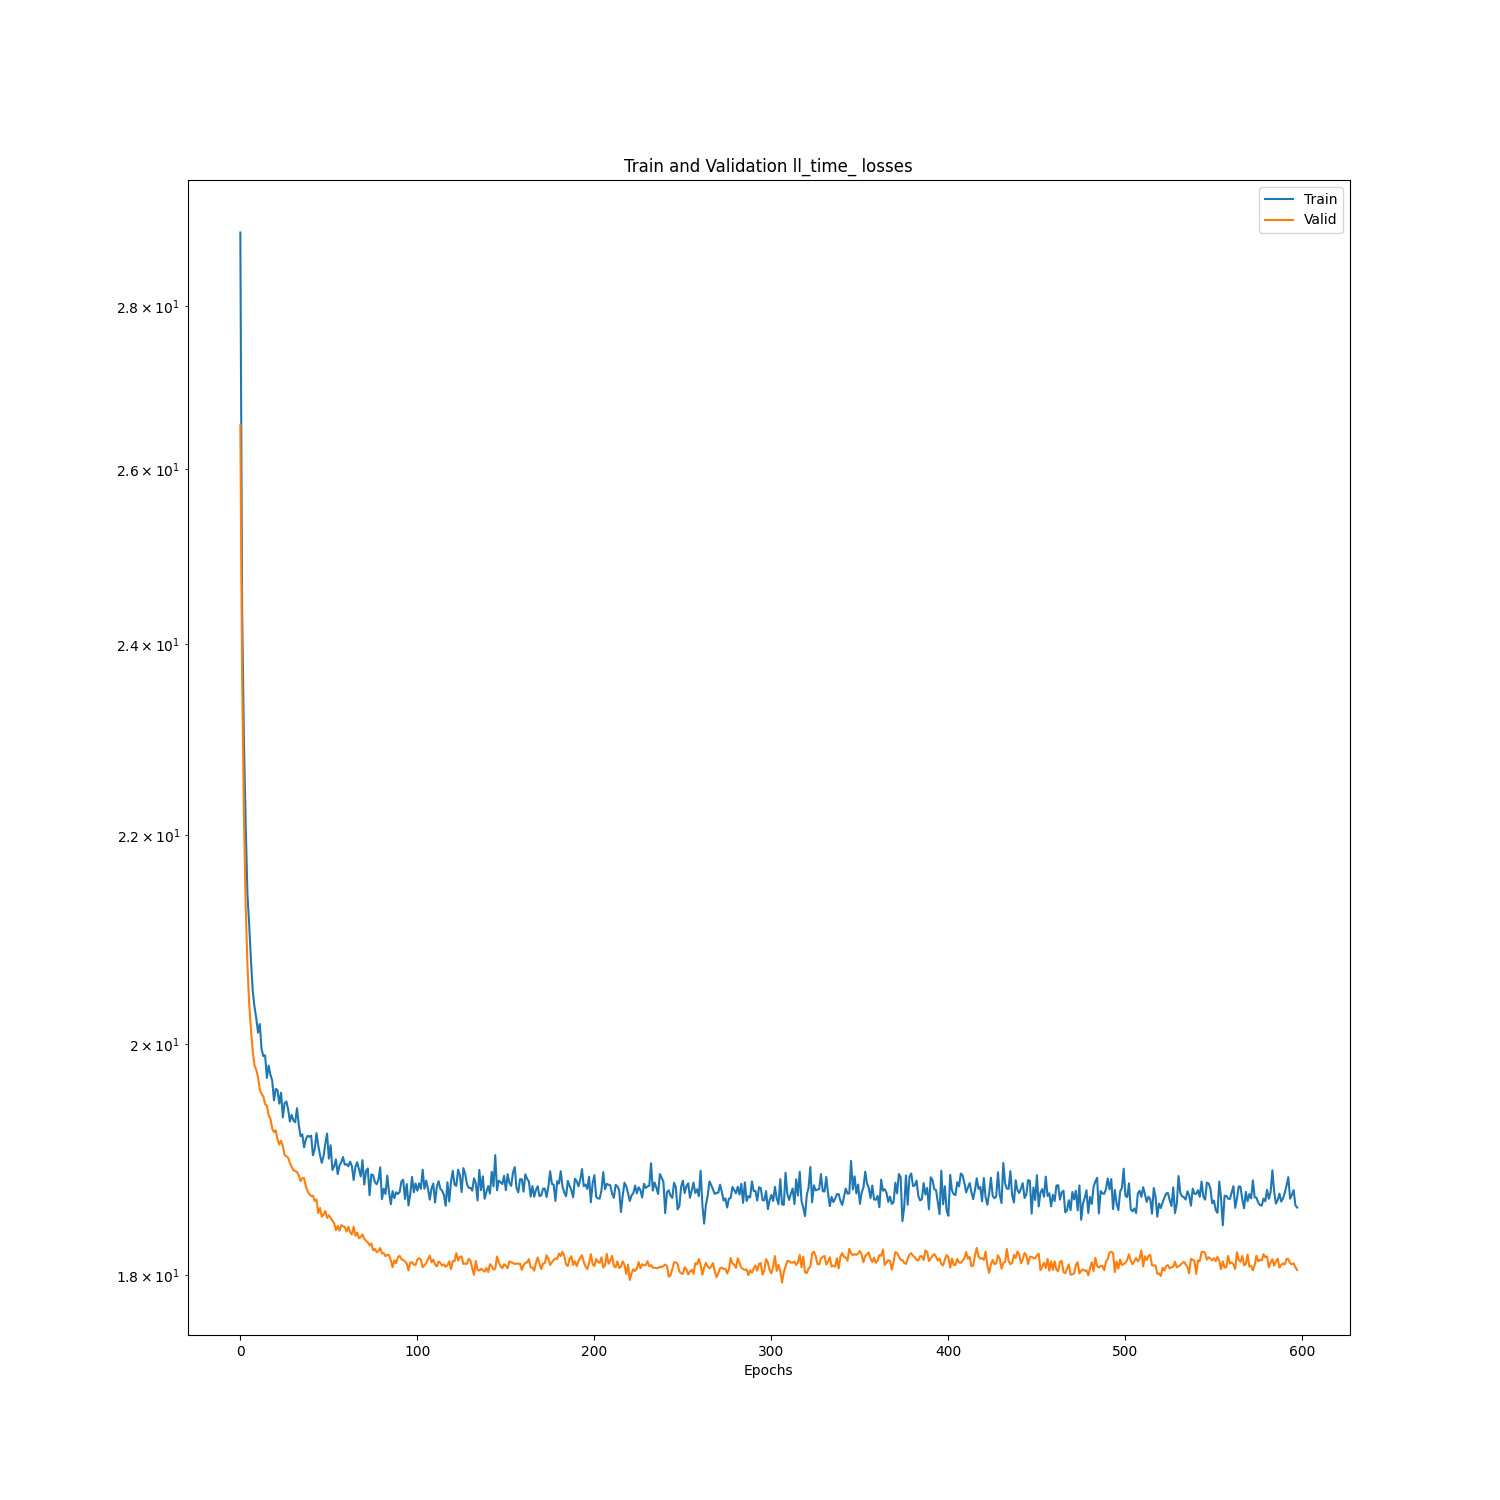 Train and Validation ll_time_ losses
Train
Valid
2.8 × 10¹
2.6 × 10¹
2.4 × 10¹
2.2 × 10¹
2 × 10¹
1.8 × 10¹
0 100 200 300 400 500 600
Epochs